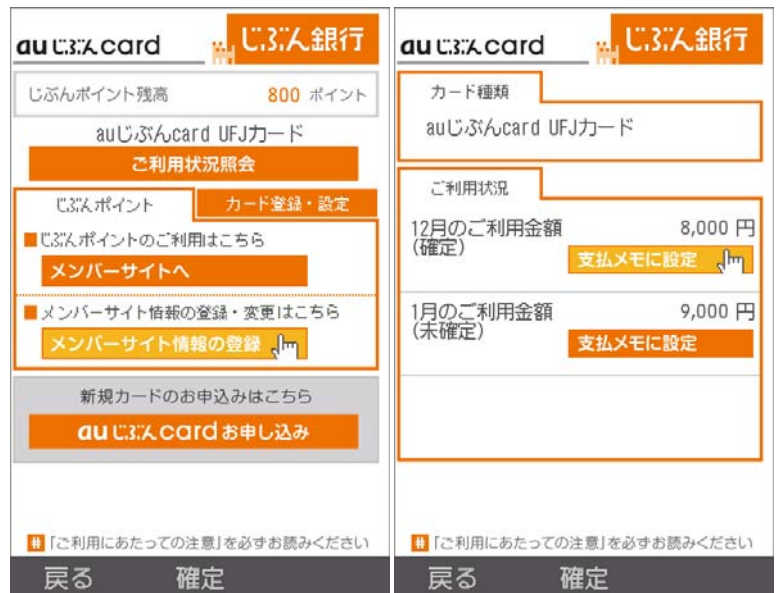 au じぶん card
じぶん銀行
じぶんポイント残高 800 ポイント
auじぶんcard UFJカード
ご利用状況照会
じぶんポイント
カード登録・設定
じぶんポイントのご利用はこちら
メンバーサイトへ
メンバーサイト情報の登録・変更はこちら
メンバーサイト情報の登録
新規カードのお申込みはこちら
au じぶん card お申し込み
# 「ご利用にあたっての注意」を必ずお読みください
戻る 確定
au じぶん card
じぶん銀行
カード種類
auじぶんcard UFJカード
ご利用状況
12月のご利用金額 8,000 円
(確定)
支払メモに設定
1月のご利用金額 9,000 円
(未確定)
支払メモに設定
# 「ご利用にあたっての注意」を必ずお読みください
戻る 確定